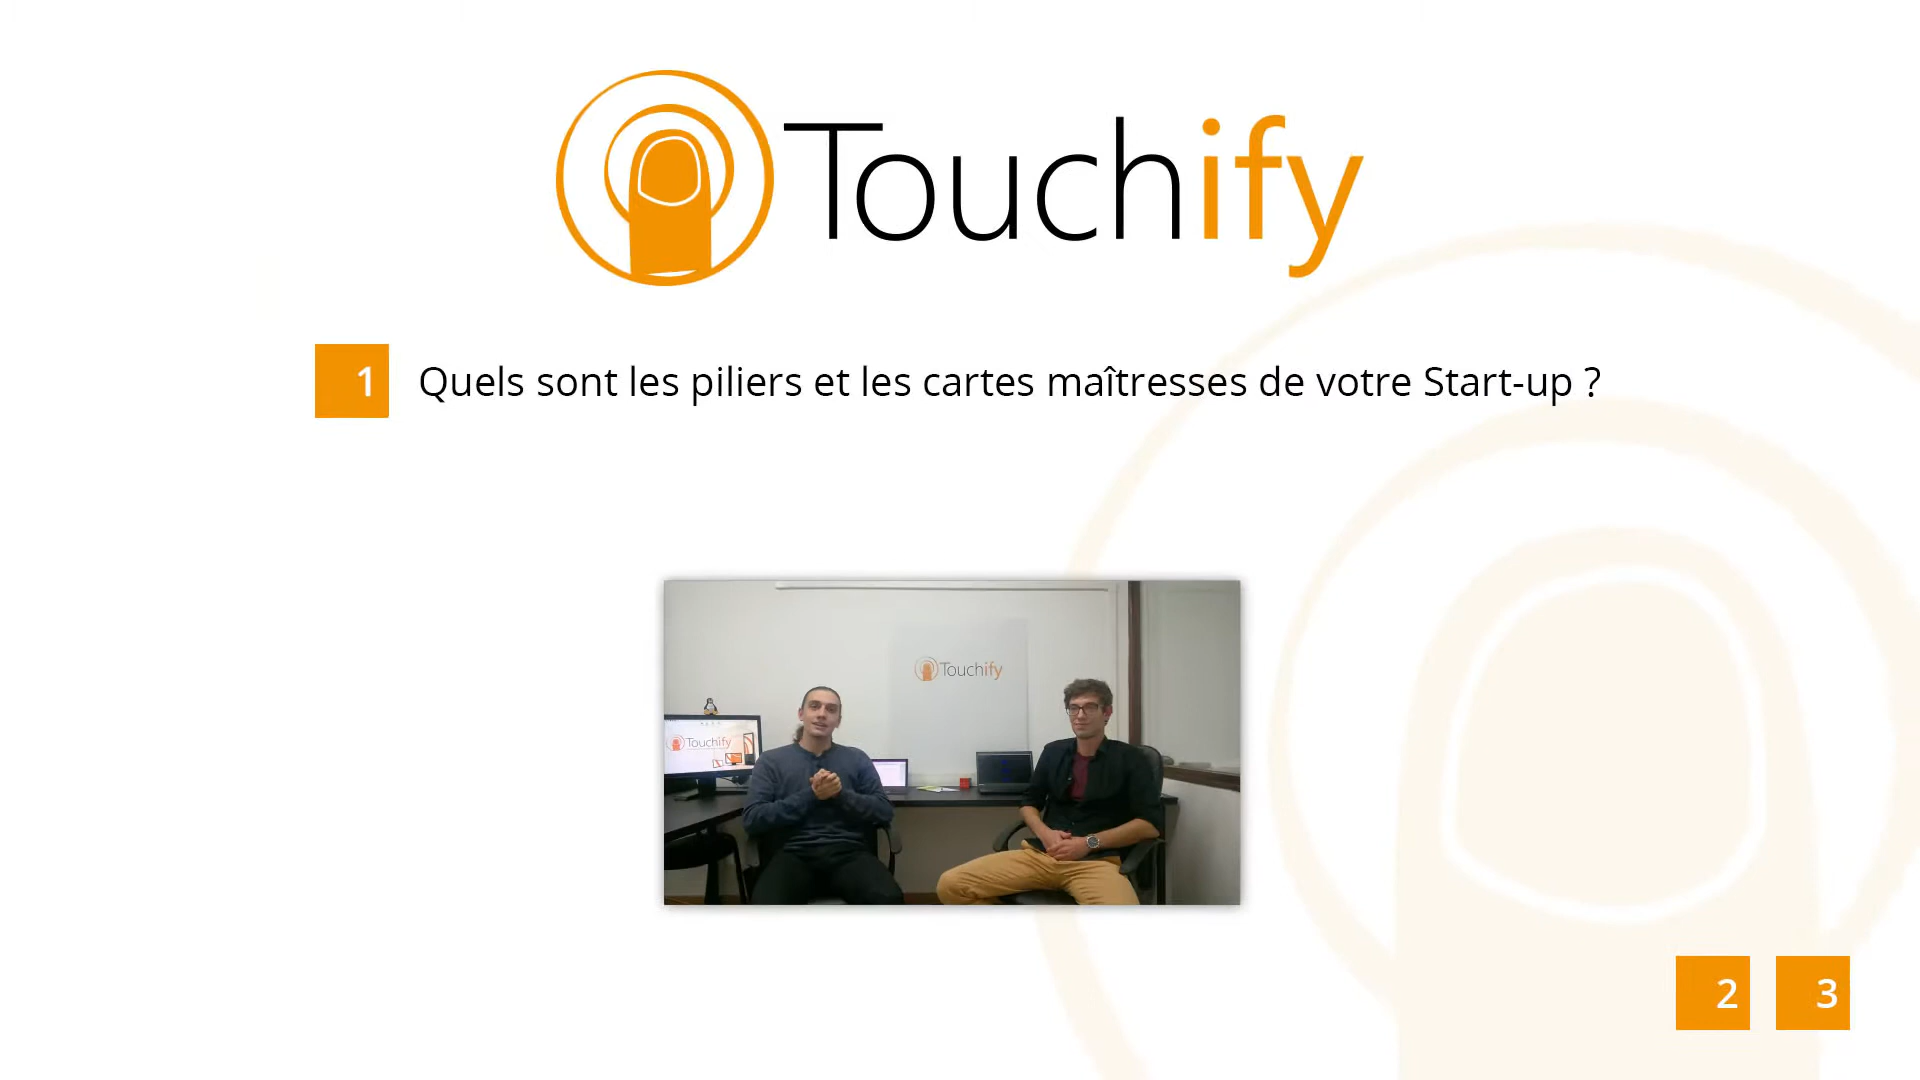 Touchify
1 Quels sont les piliers et les cartes maîtresses de votre Start-up ?
Touchify
Touchify
2 3